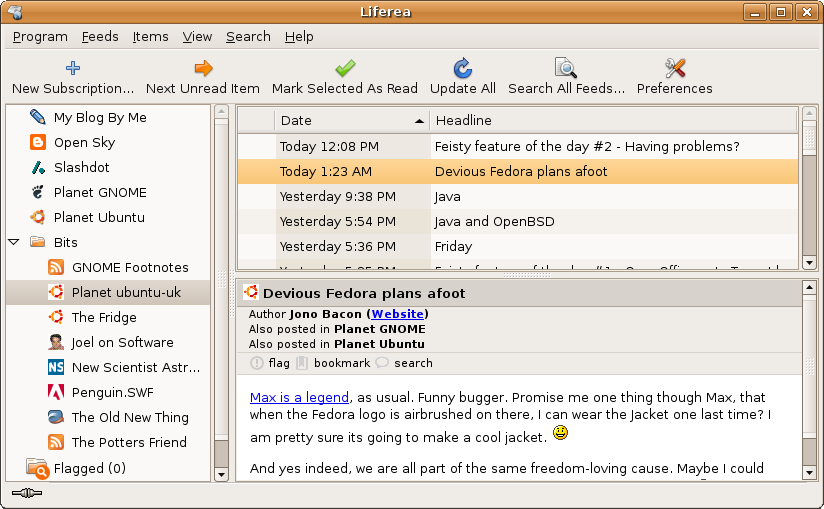 Liferea
Program Feeds Items View Search Help
New Subscription... Next Unread Item Mark Selected As Read Update All Search All Feeds... Preferences
My Blog By Me
Open Sky
Slashdot
Planet GNOME
Planet Ubuntu
Bits
GNOME Footnotes
Planet ubuntu-uk
The Fridge
Joel on Software
NS New Scientist Astr...
Penguin.SWF
The Old New Thing
The Potters Friend
Flagged (0)
Date Headline
Today 12:08 PM Feisty feature of the day #2 - Having problems?
Today 1:23 AM Devious Fedora plans afoot
Yesterday 9:38 PM Java
Yesterday 5:54 PM Java and OpenBSD
Yesterday 5:36 PM Friday
Devious Fedora plans afoot
Author Jono Bacon (Website)
Also posted in Planet GNOME
Also posted in Planet Ubuntu
flag bookmark search
Max is a legend, as usual. Funny bugger. Promise me one thing though Max, that
when the Fedora logo is airbrushed on there, I can wear the Jacket one last time? I
am pretty sure its going to make a cool jacket.
And yes indeed, we are all part of the same freedom-loving cause. Maybe I could